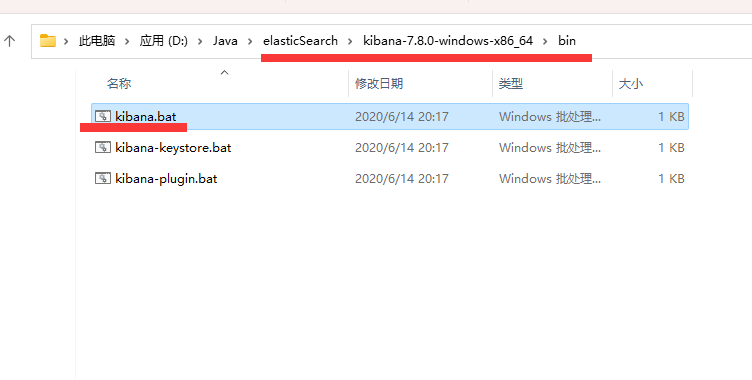 此电脑 > 应用 (D:) > Java > elasticSearch > kibana-7.8.0-windows-x86_64 > bin
名称 修改日期 类型 大小
kibana.bat 2020/6/14 20:17 Windows 批处理... 1 KB
kibana-keystore.bat 2020/6/14 20:17 Windows 批处理... 1 KB
kibana-plugin.bat 2020/6/14 20:17 Windows 批处理... 1 KB